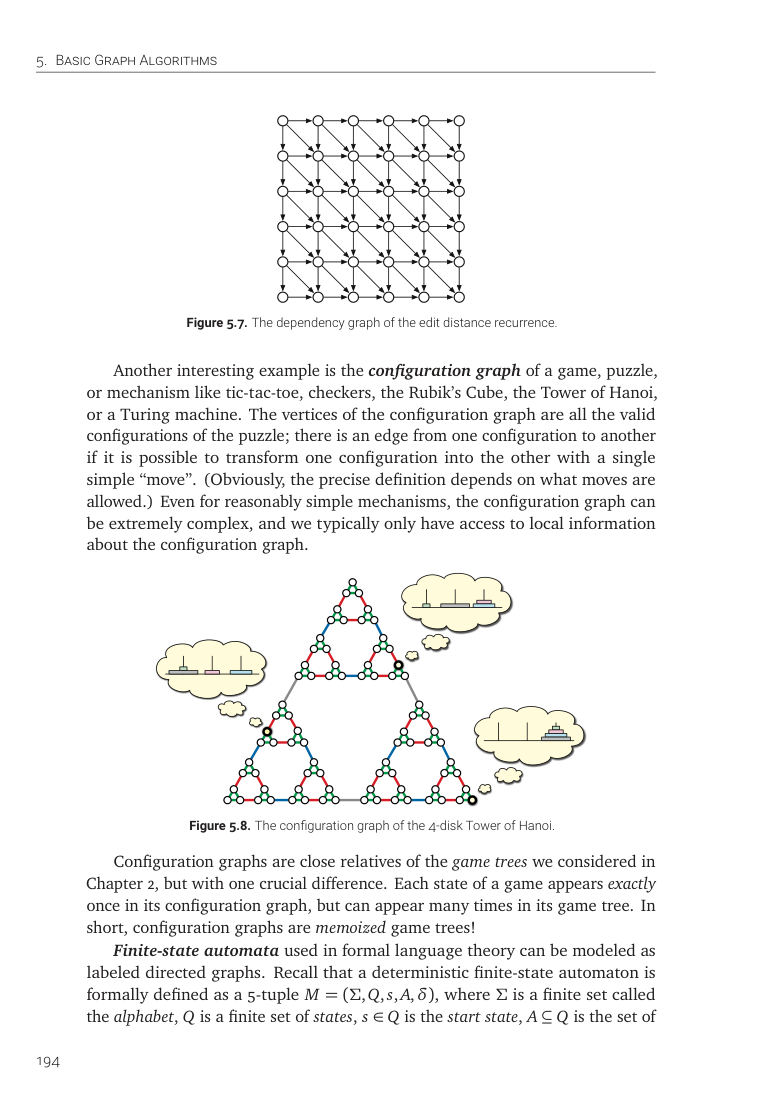 5. Basic Graph Algorithms
Figure 5.7. The dependency graph of the edit distance recurrence.
Another interesting example is the configuration graph of a game, puzzle,
or mechanism like tic-tac-toe, checkers, the Rubik’s Cube, the Tower of Hanoi,
or a Turing machine. The vertices of the configuration graph are all the valid
configurations of the puzzle; there is an edge from one configuration to another
if it is possible to transform one configuration into the other with a single
simple “move”. (Obviously, the precise definition depends on what moves are
allowed.) Even for reasonably simple mechanisms, the configuration graph can
be extremely complex, and we typically only have access to local information
about the configuration graph.
Figure 5.8. The configuration graph of the 4-disk Tower of Hanoi.
Configuration graphs are close relatives of the game trees we considered in
Chapter 2, but with one crucial difference. Each state of a game appears exactly
once in its configuration graph, but can appear many times in its game tree. In
short, configuration graphs are memoized game trees!
Finite-state automata used in formal language theory can be modeled as
labeled directed graphs. Recall that a deterministic finite-state automaton is
formally defined as a 5-tuple M = (Σ, Q, s, A, δ), where Σ is a finite set called
the alphabet, Q is a finite set of states, s ∈ Q is the start state, A ⊆ Q is the set of
194